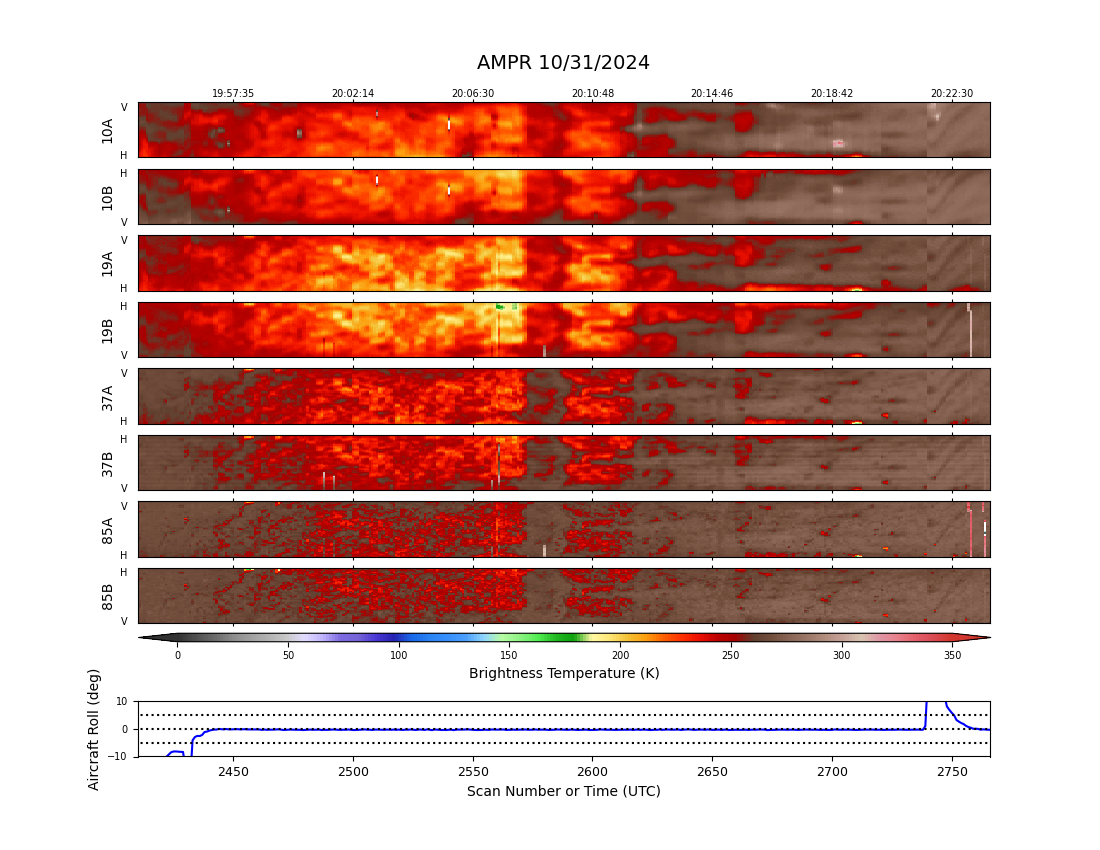 AMPR 10/31/2024
19:57:35 20:02:14 20:06:30 20:10:48 20:14:46 20:18:42 20:22:30
V
10A
H
H
10B
V
V
19A
H
H
19B
V
V
37A
H
H
37B
V
V
85A
H
H
85B
V
0 50 100 150 200 250 300 350
Brightness Temperature (K)
Aircraft Roll (deg)
10
0
−10
2450 2500 2550 2600 2650 2700 2750
Scan Number or Time (UTC)